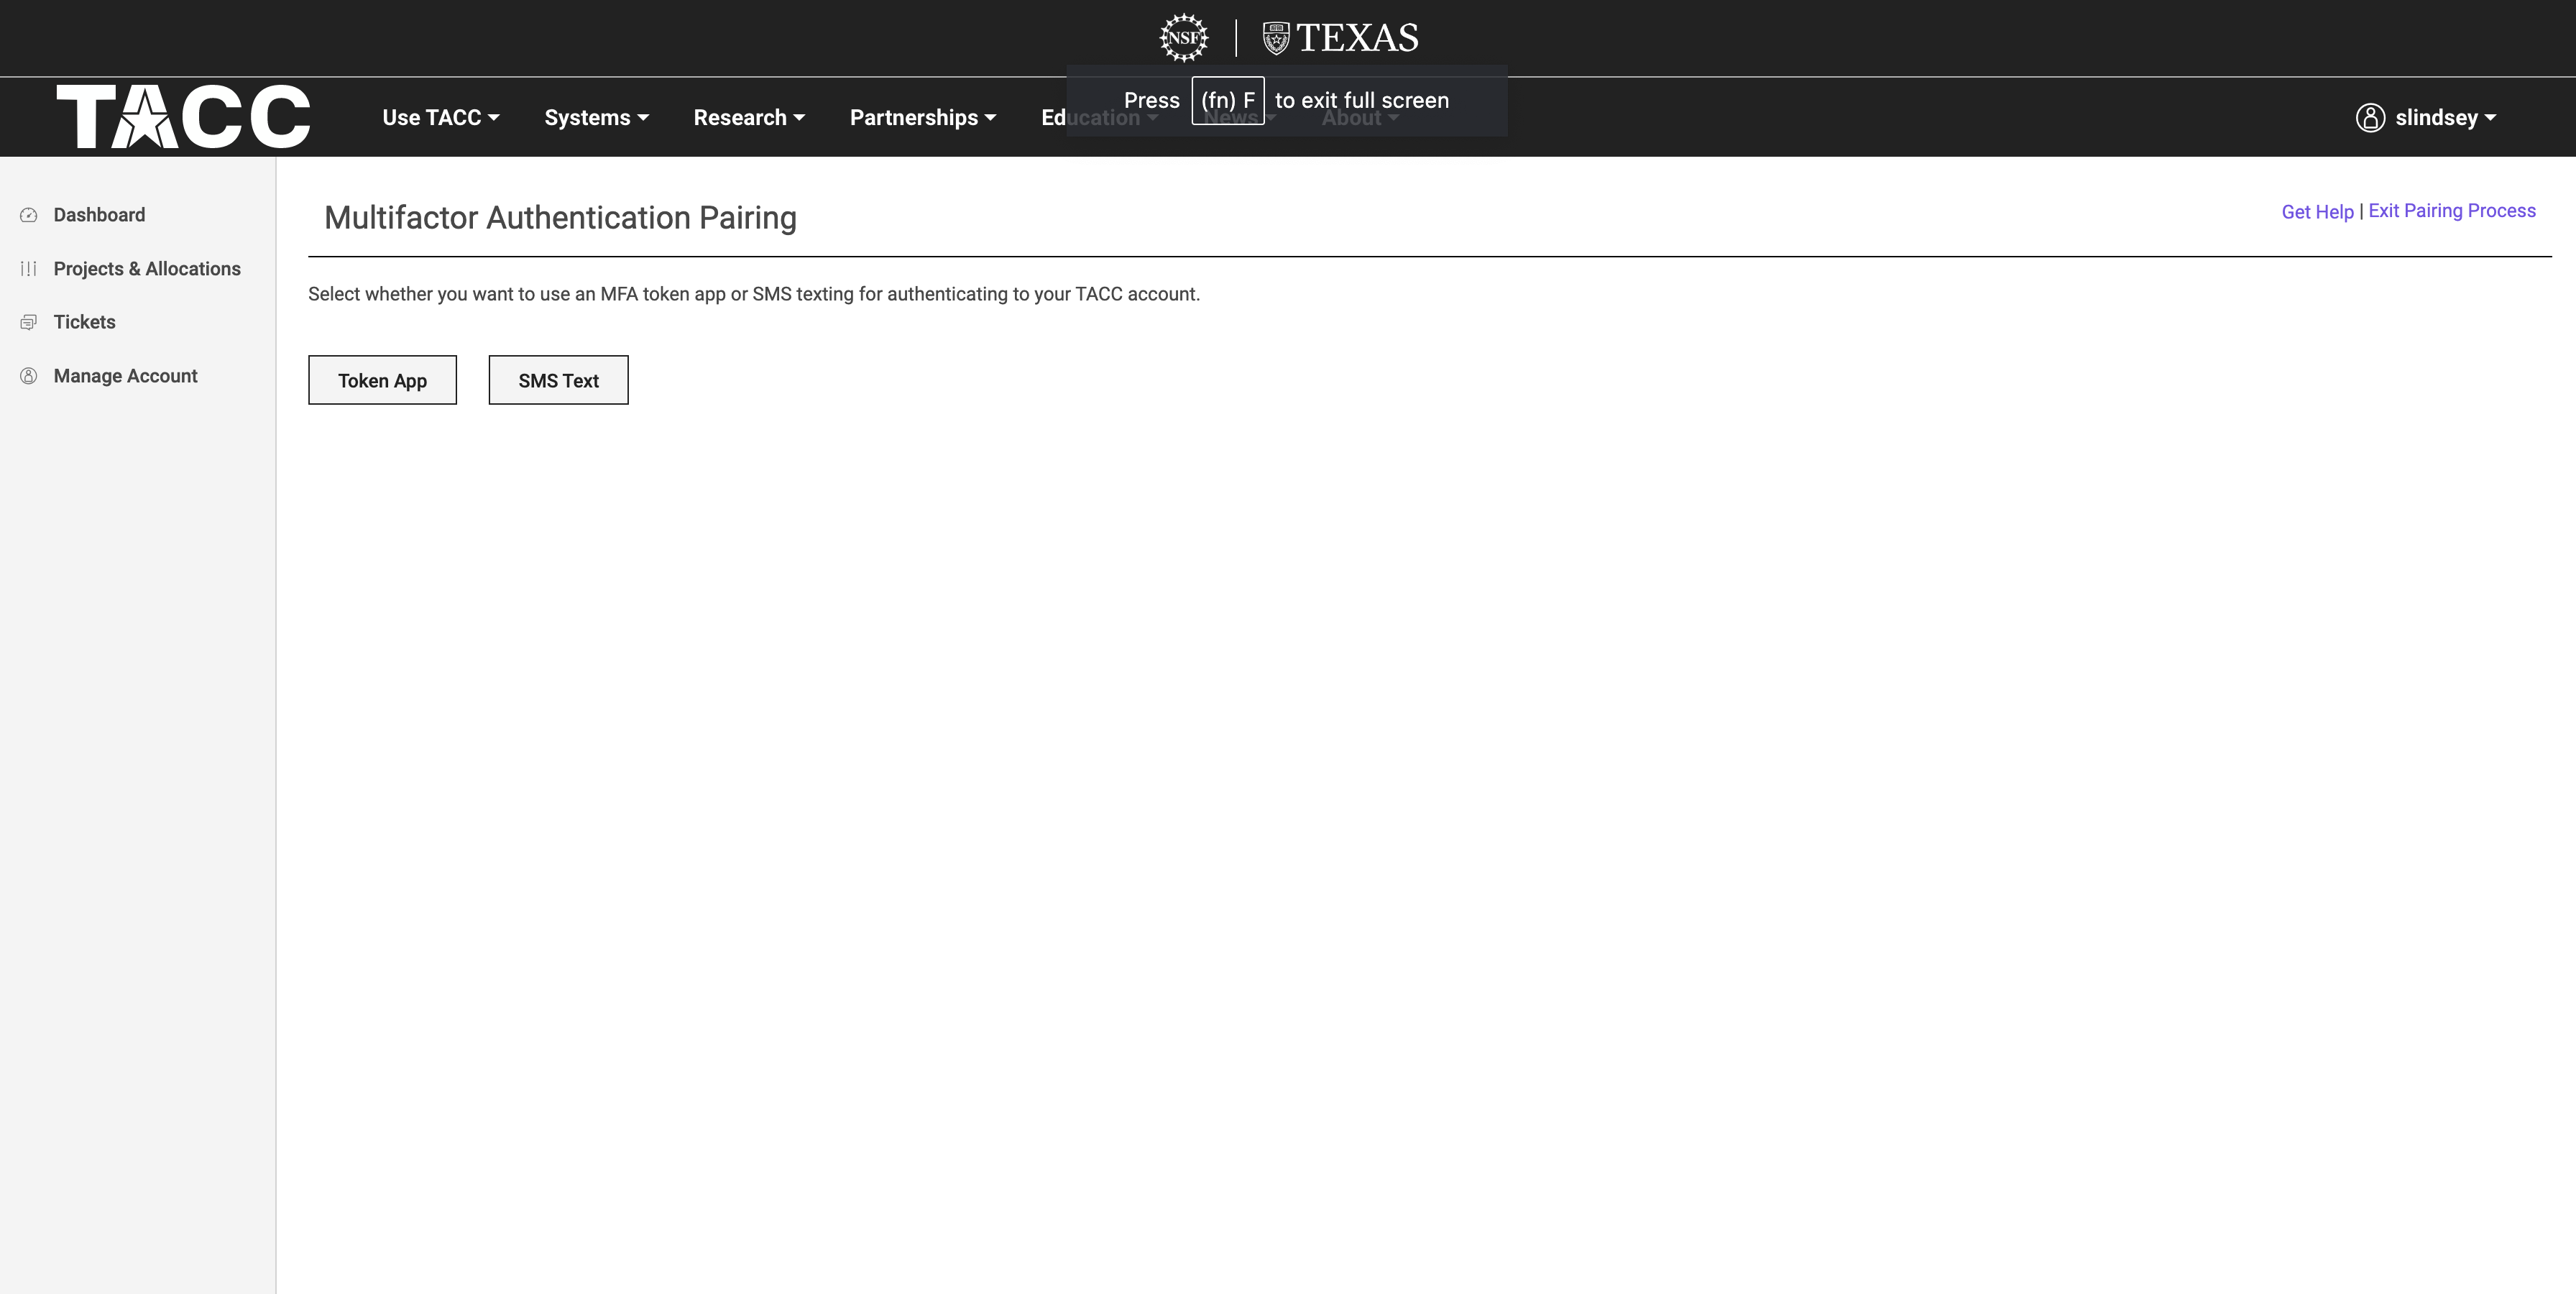 NSF TEXAS
TACC Use TACC Systems Research Partnerships Education News About slindsey
Press (fn) F to exit full screen
Dashboard
Projects & Allocations
Tickets
Manage Account
Multifactor Authentication Pairing
Get Help | Exit Pairing Process
Select whether you want to use an MFA token app or SMS texting for authenticating to your TACC account.
Token App SMS Text